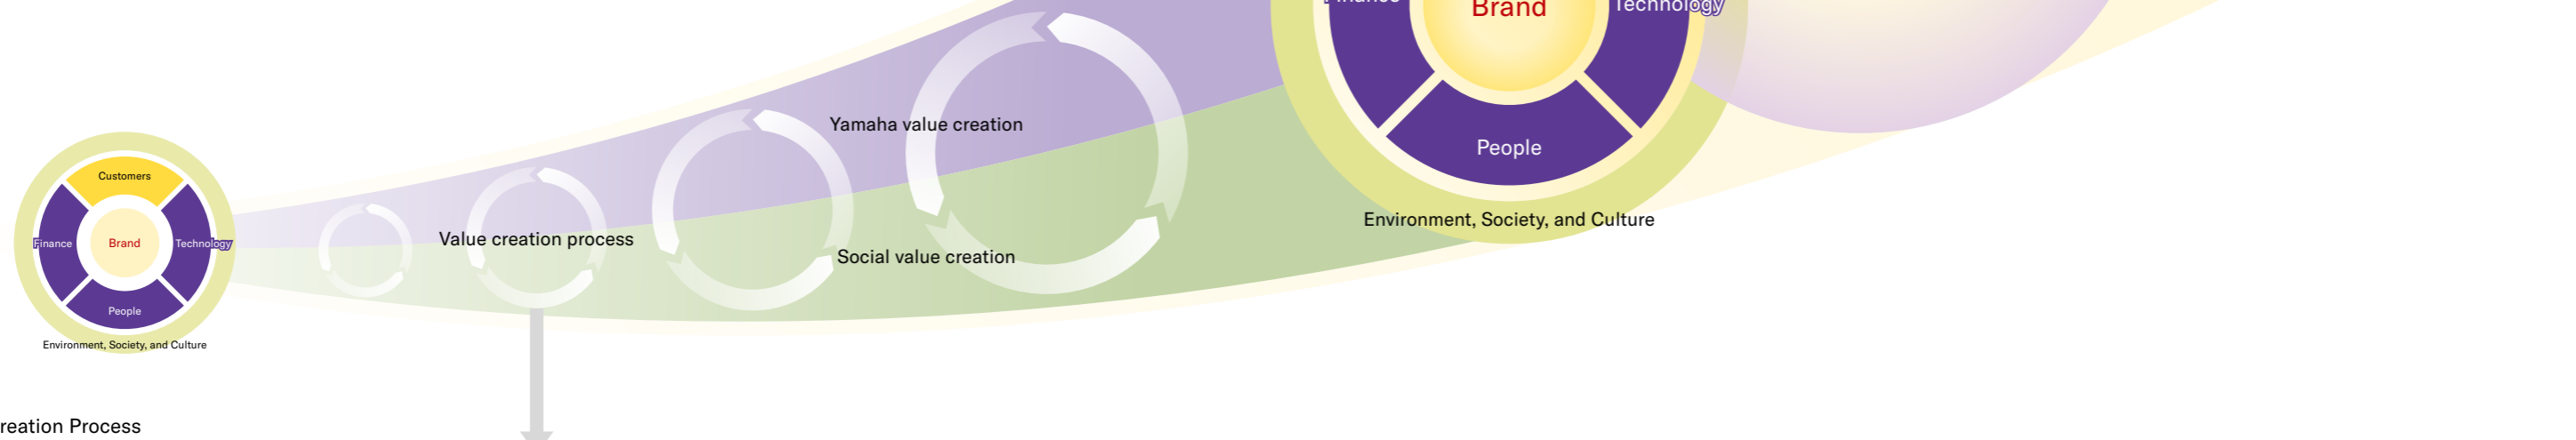 Finance
Brand
Technology
People
Environment, Society, and Culture
Yamaha value creation
Social value creation
Value creation process
Customers
Finance
Brand
Technology
People
Environment, Society, and Culture
reation Process